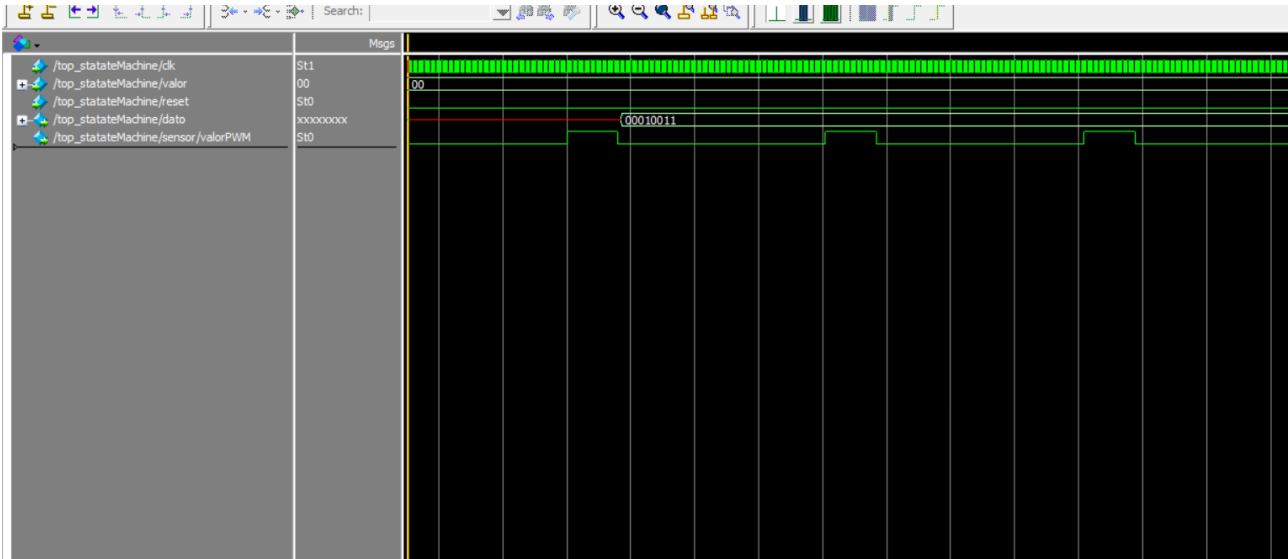 Search:
Msgs
/top_statateMachine/clk St1
/top_statateMachine/valor 00 00
/top_statateMachine/reset St0
/top_statateMachine/dato xxxxxxxx 00010011
/top_statateMachine/sensor/valorPWM St0